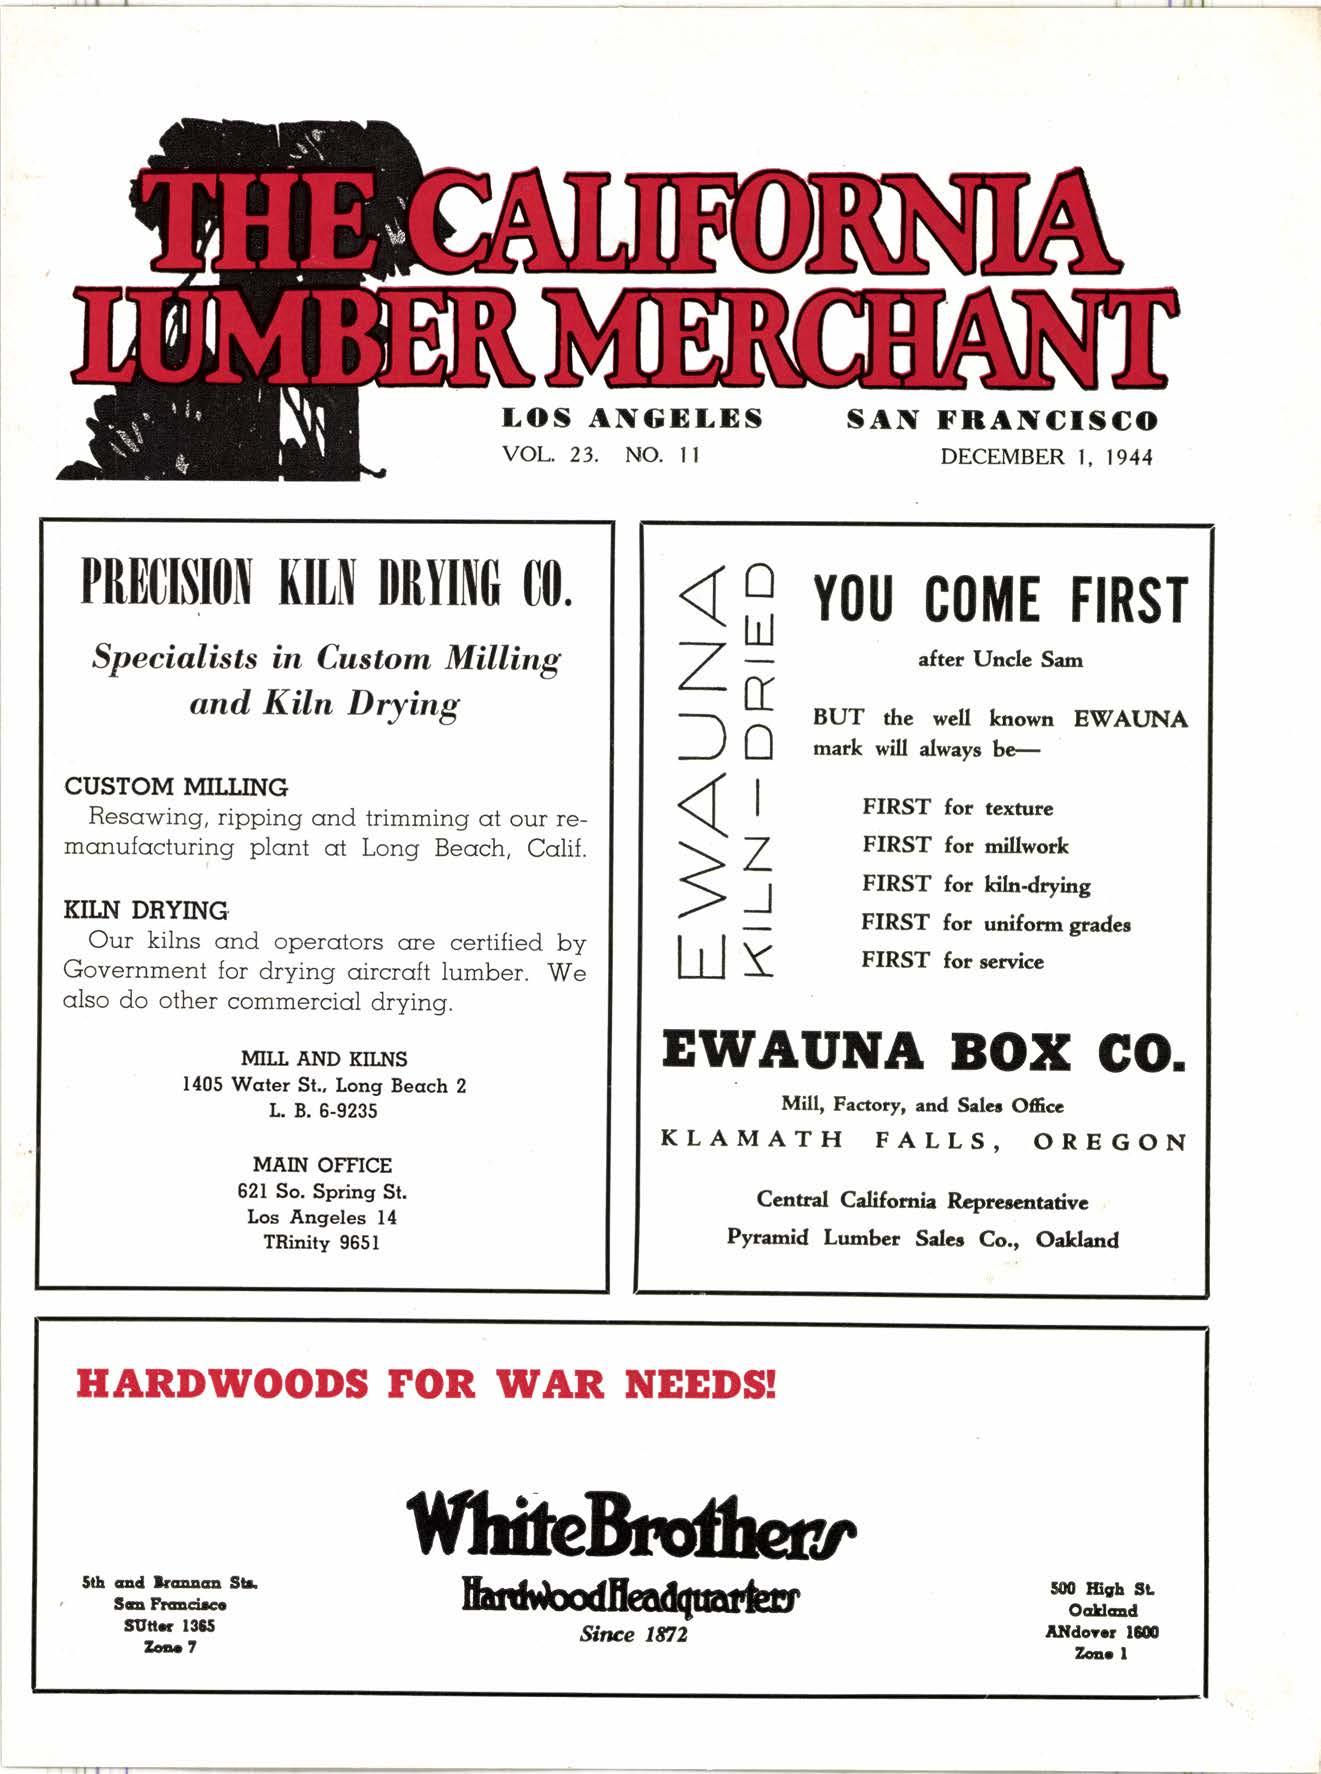 THE CALIFORNIA
LUMBER MERCHANT
LOS ANGELES SAN FRANCISCO
VOL. 23. NO. 11 DECEMBER 1, 1944
PRECISION KILN DRYING CO.
Specialists in Custom Milling
and Kiln Drying
CUSTOM MILLING
Resawing, ripping and trimming at our re-
manufacturing plant at Long Beach, Calif.
KILN DRYING
Our kilns and operators are certified by
Government for drying aircraft lumber. We
also do other commercial drying.
MILL AND KILNS
1405 Water St., Long Beach 2
L. B. 6-9235
MAIN OFFICE
621 So. Spring St.
Los Angeles 14
TRinity 9651
EWAUNA
KILN-DRIED
YOU COME FIRST
after Uncle Sam
BUT the well known EWAUNA
mark will always be—
FIRST for texture
FIRST for millwork
FIRST for kiln-drying
FIRST for uniform grades
FIRST for service
EWAUNA BOX CO.
Mill, Factory, and Sales Office
KLAMATH FALLS, OREGON
Central California Representative
Pyramid Lumber Sales Co., Oakland
HARDWOODS FOR WAR NEEDS!
White Brothers
Hardwood Headquarters
Since 1872
5th and Brannan Sts.
San Francisco
SUtter 1365
Zone 7
500 High St.
Oakland
ANdover 1600
Zone 1